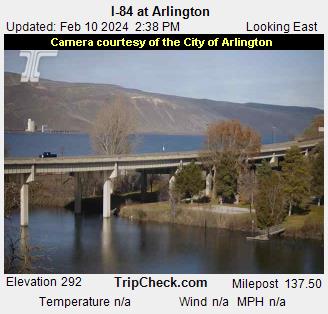 I-84 at Arlington
Updated: Feb 10 2024 2:38 PM Looking East
Camera courtesy of the City of Arlington
Elevation 292 TripCheck.com Milepost 137.50
Temperature n/a Wind n/a MPH n/a